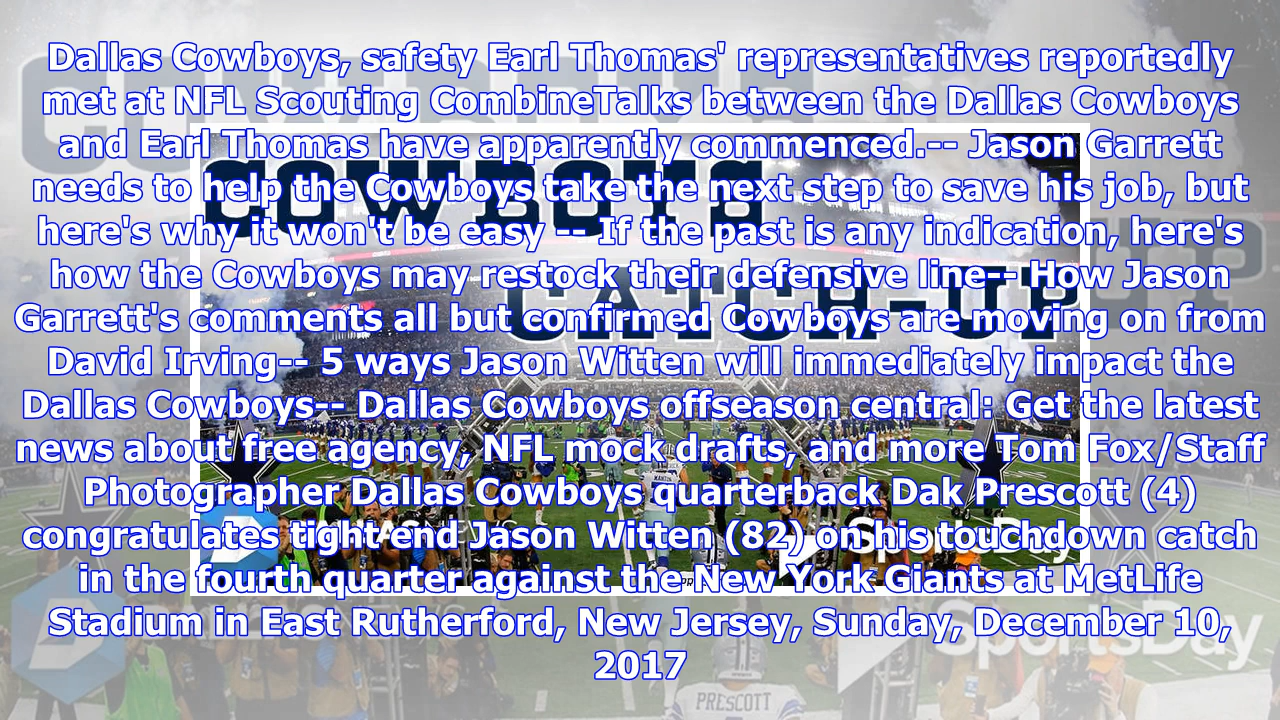 Dallas Cowboys, safety Earl Thomas' representatives reportedly
met at NFL Scouting CombineTalks between the Dallas Cowboys
and Earl Thomas have apparently commenced.-- Jason Garrett
needs to help the Cowboys take the next step to save his job, but
here's why it won't be easy -- If the past is any indication, here's
how the Cowboys may restock their defensive line-- How Jason
Garrett's comments all but confirmed Cowboys are moving on from
David Irving-- 5 ways Jason Witten will immediately impact the
Dallas Cowboys-- Dallas Cowboys offseason central: Get the latest
news about free agency, NFL mock drafts, and more Tom Fox/Staff
Photographer Dallas Cowboys quarterback Dak Prescott (4)
congratulates tight end Jason Witten (82) on his touchdown catch
in the fourth quarter against the New York Giants at MetLife
Stadium in East Rutherford, New Jersey, Sunday, December 10,
2017
COWBOYS
CATCH-UP
SportsDay
SportsDay
PRESCOTT